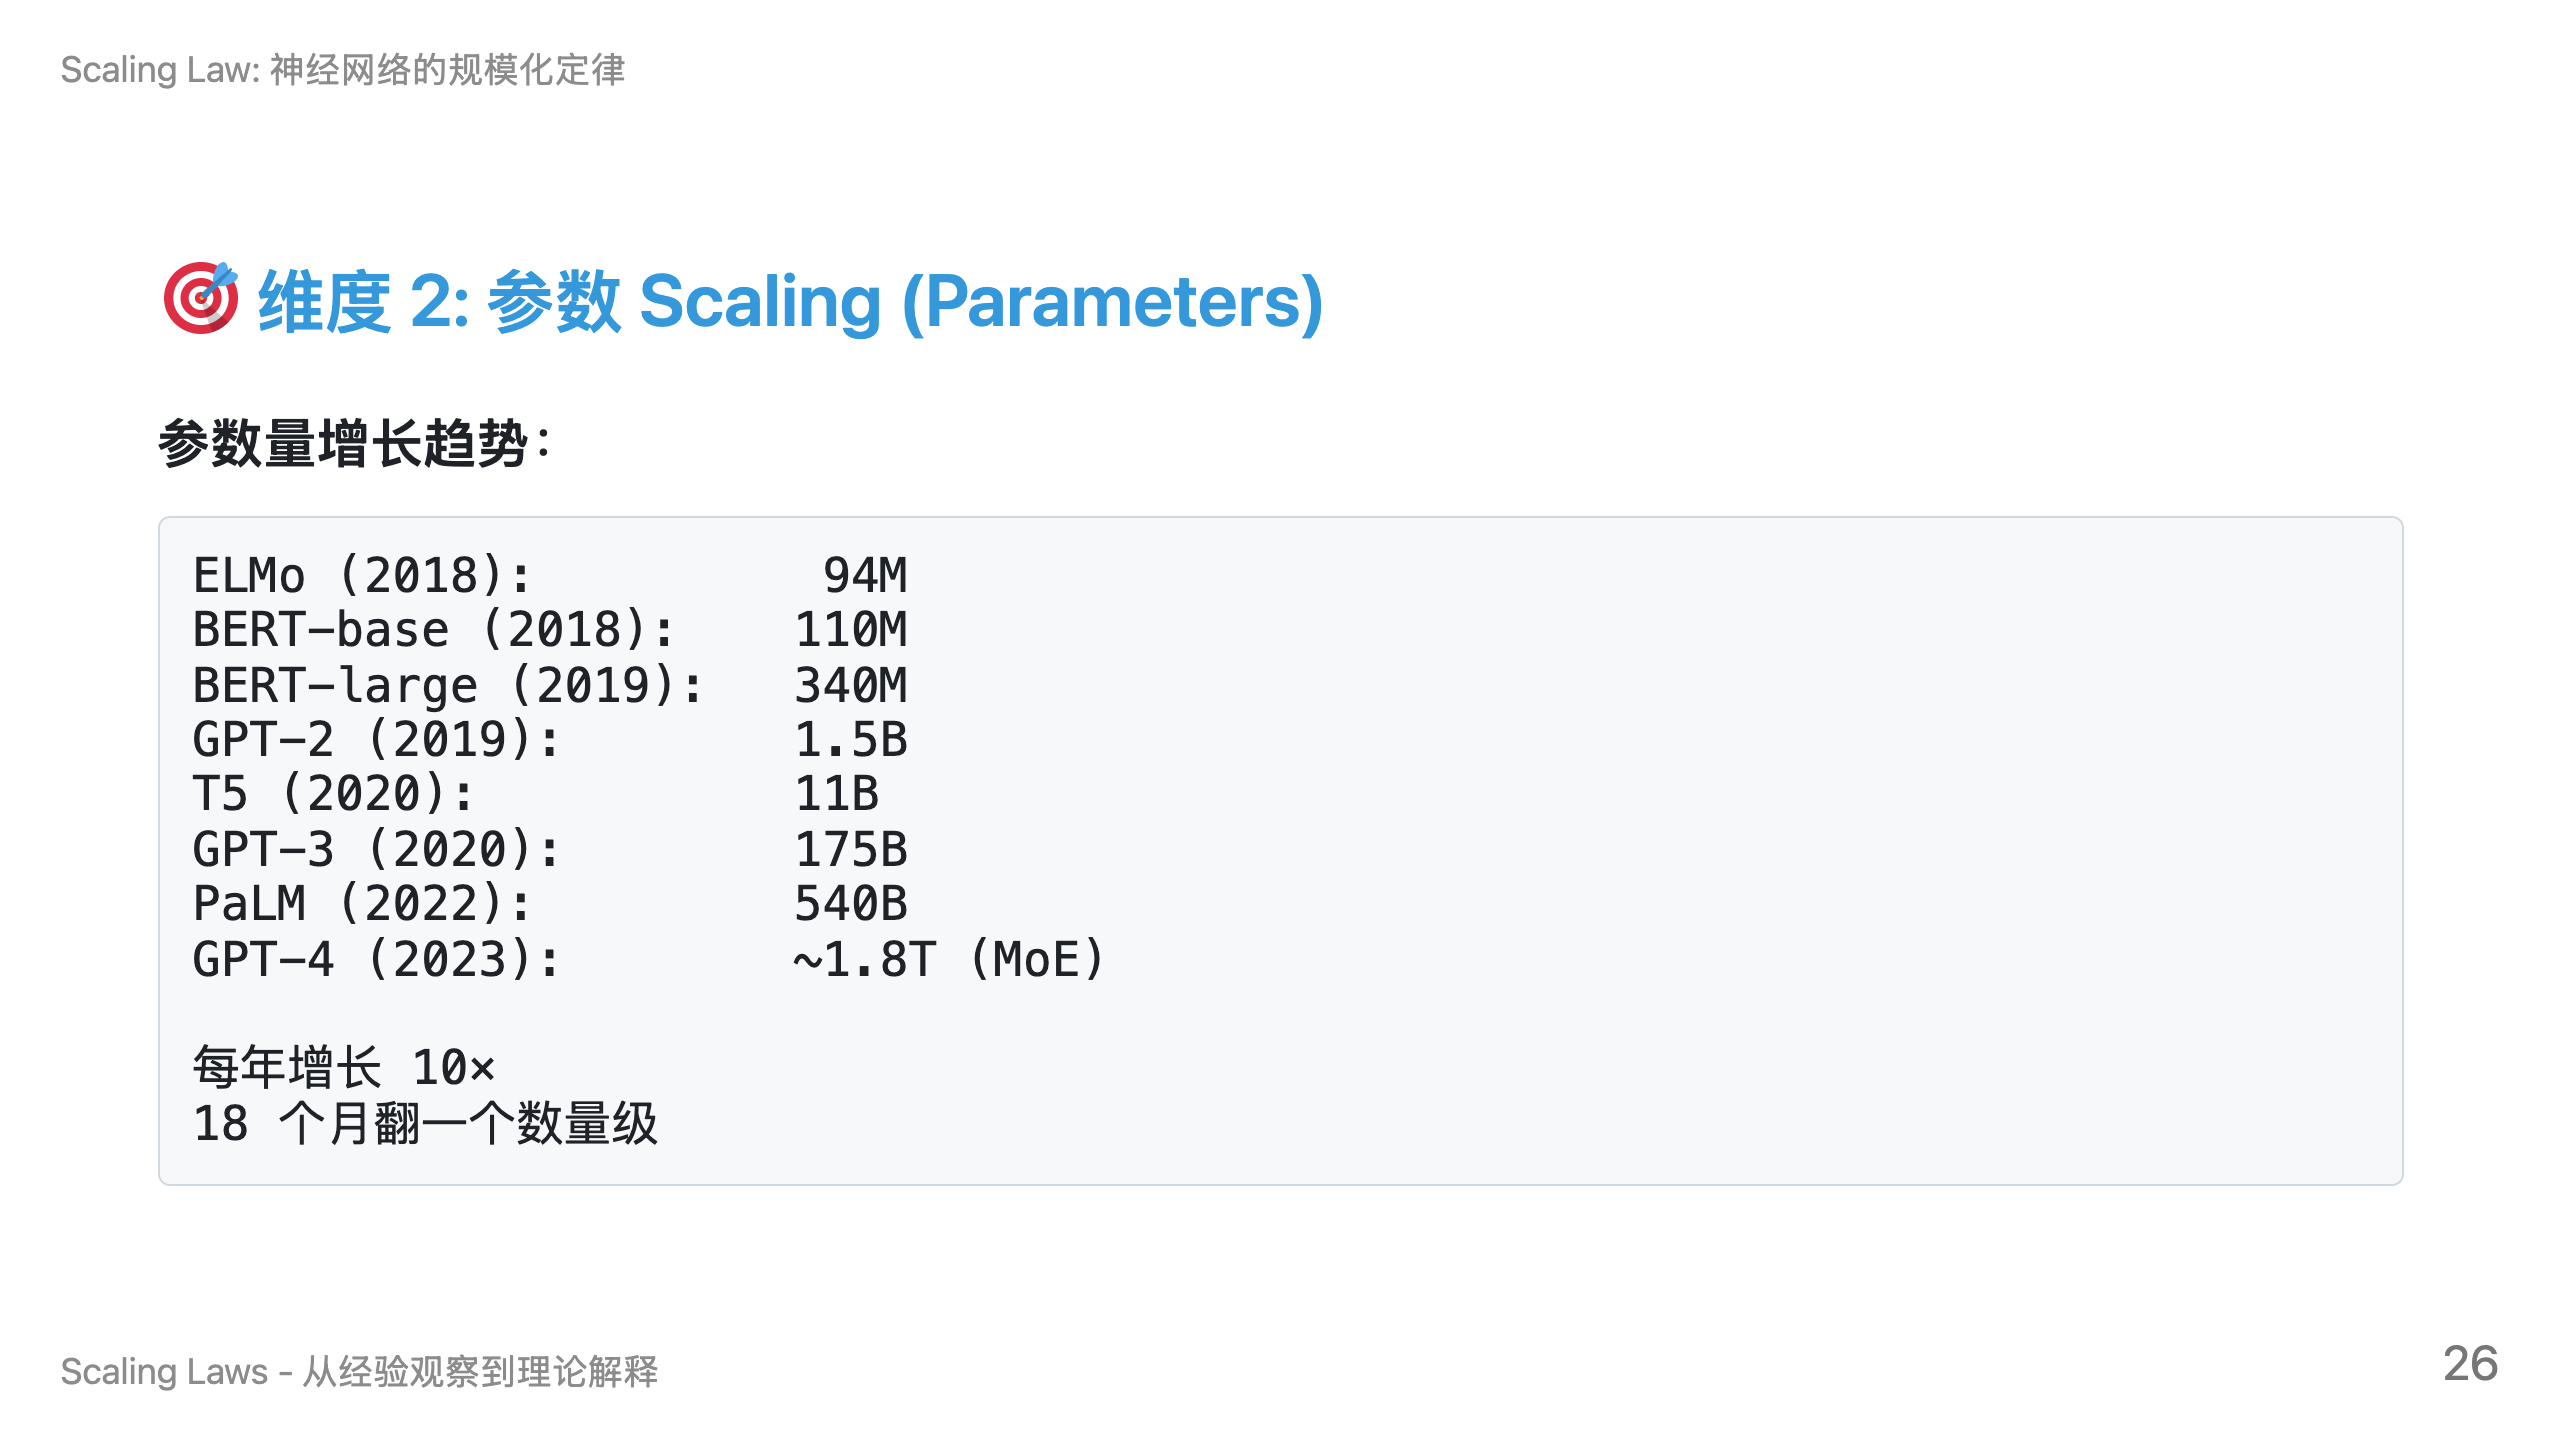 Scaling Law: 神经网络的规模化定律
🎯 维度 2: 参数 Scaling (Parameters)
参数量增长趋势：
ELMo (2018):          94M
BERT-base (2018):    110M
BERT-large (2019):   340M
GPT-2 (2019):        1.5B
T5 (2020):           11B
GPT-3 (2020):        175B
PaLM (2022):         540B
GPT-4 (2023):        ~1.8T (MoE)
每年增长 10×
18 个月翻一个数量级
Scaling Laws - 从经验观察到理论解释
26